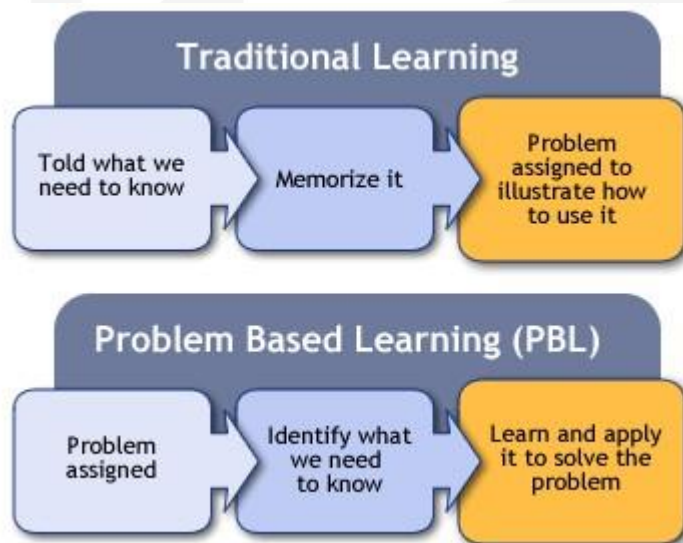 Traditional Learning
Told what we
need to know
Memorize it
Problem
assigned to
illustrate how
to use it
Problem Based Learning (PBL)
Problem
assigned
Identify what
we need
to know
Learn and apply
it to solve the
problem